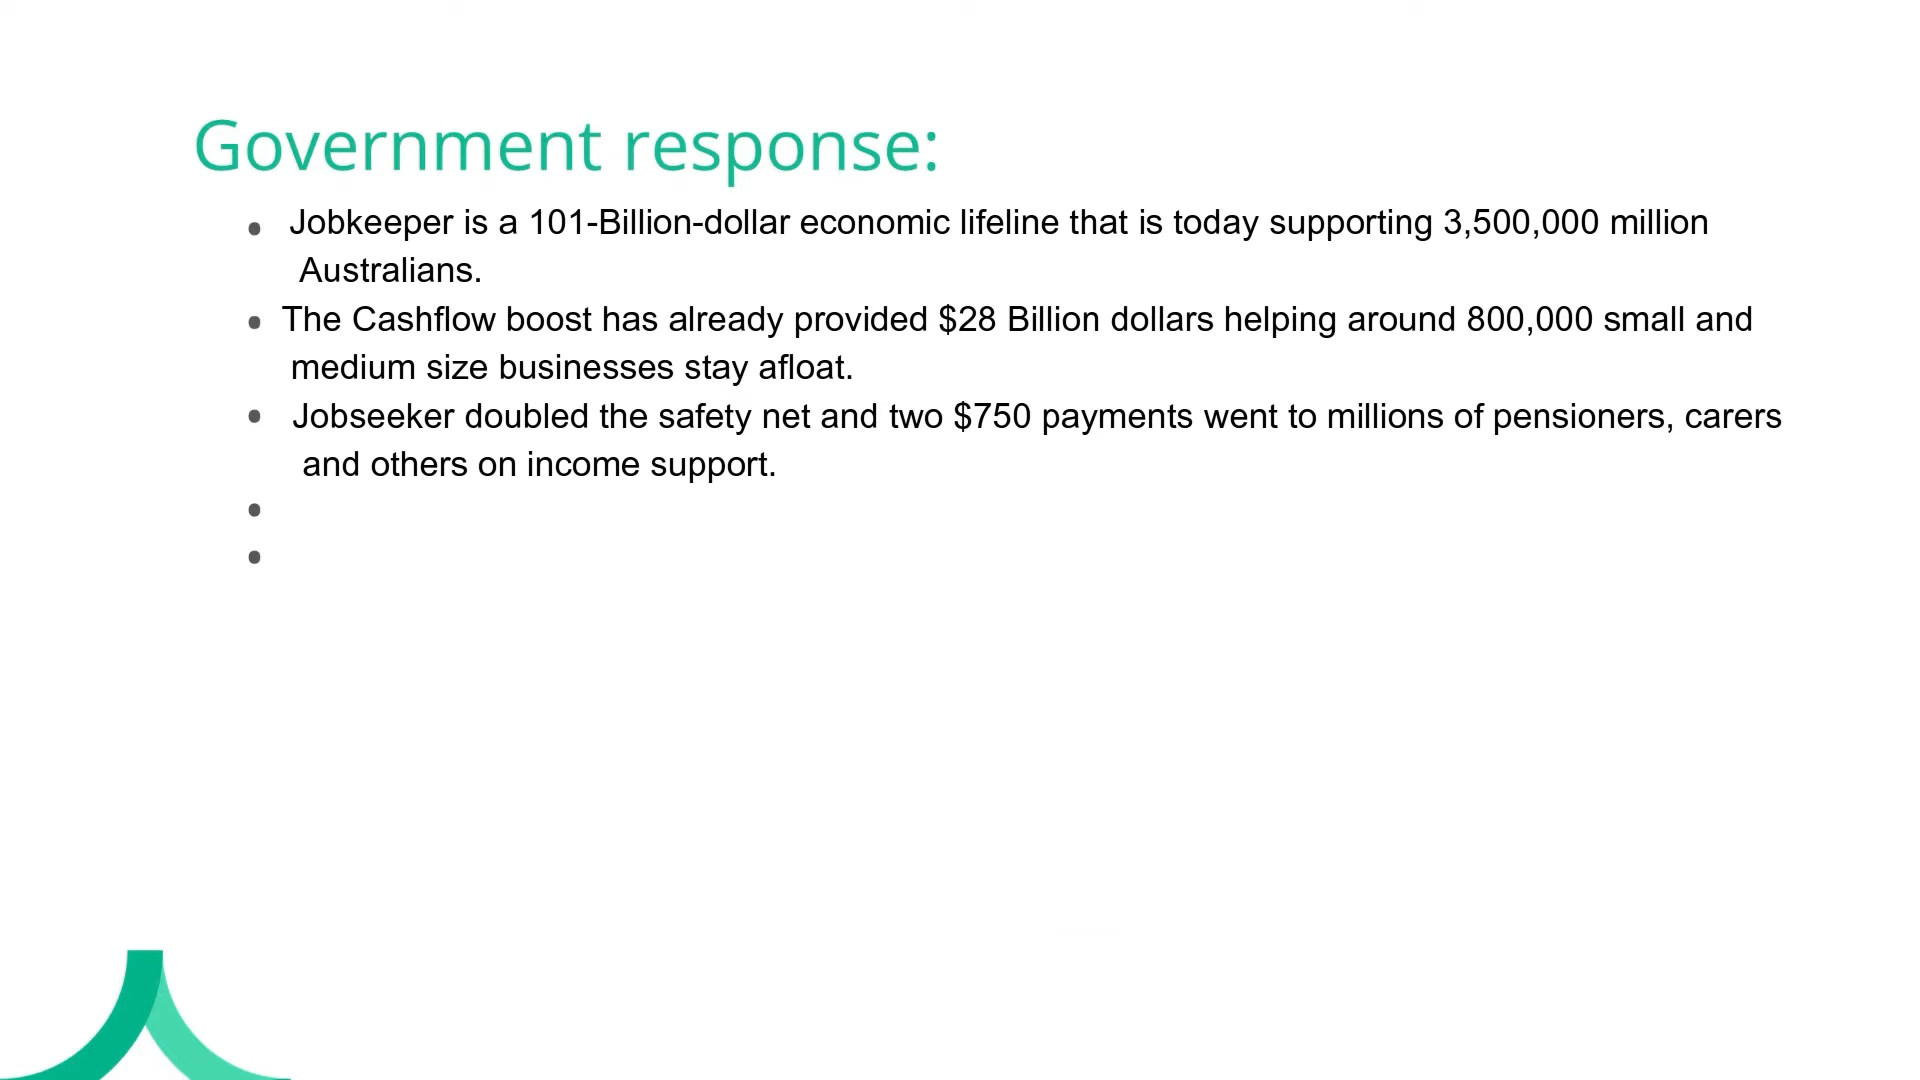 Government response:
• Jobkeeper is a 101-Billion-dollar economic lifeline that is today supporting 3,500,000 million
Australians.
• The Cashflow boost has already provided $28 Billion dollars helping around 800,000 small and
medium size businesses stay afloat.
• Jobseeker doubled the safety net and two $750 payments went to millions of pensioners, carers
and others on income support.
•
•